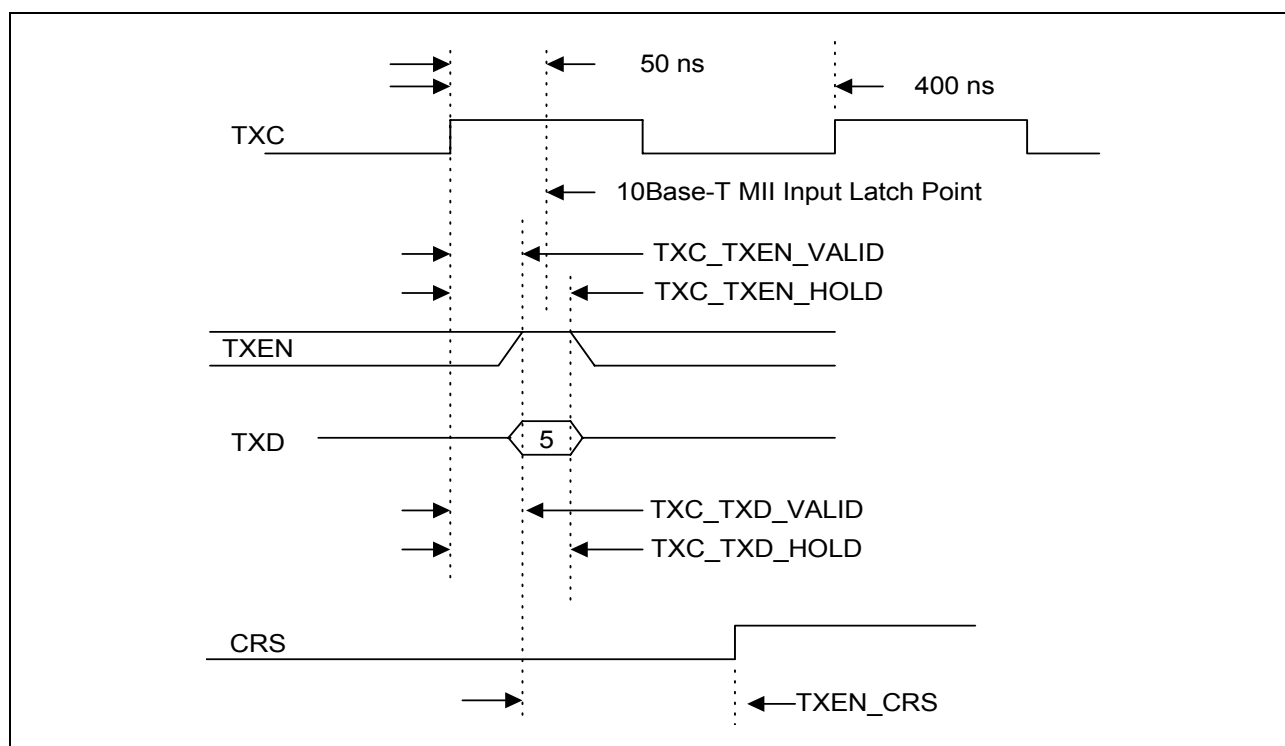 50 ns
400 ns
TXC
10Base-T MII Input Latch Point
TXC_TXEN_VALID
TXC_TXEN_HOLD
TXEN
TXD
5
TXC_TXD_VALID
TXC_TXD_HOLD
CRS
TXEN_CRS